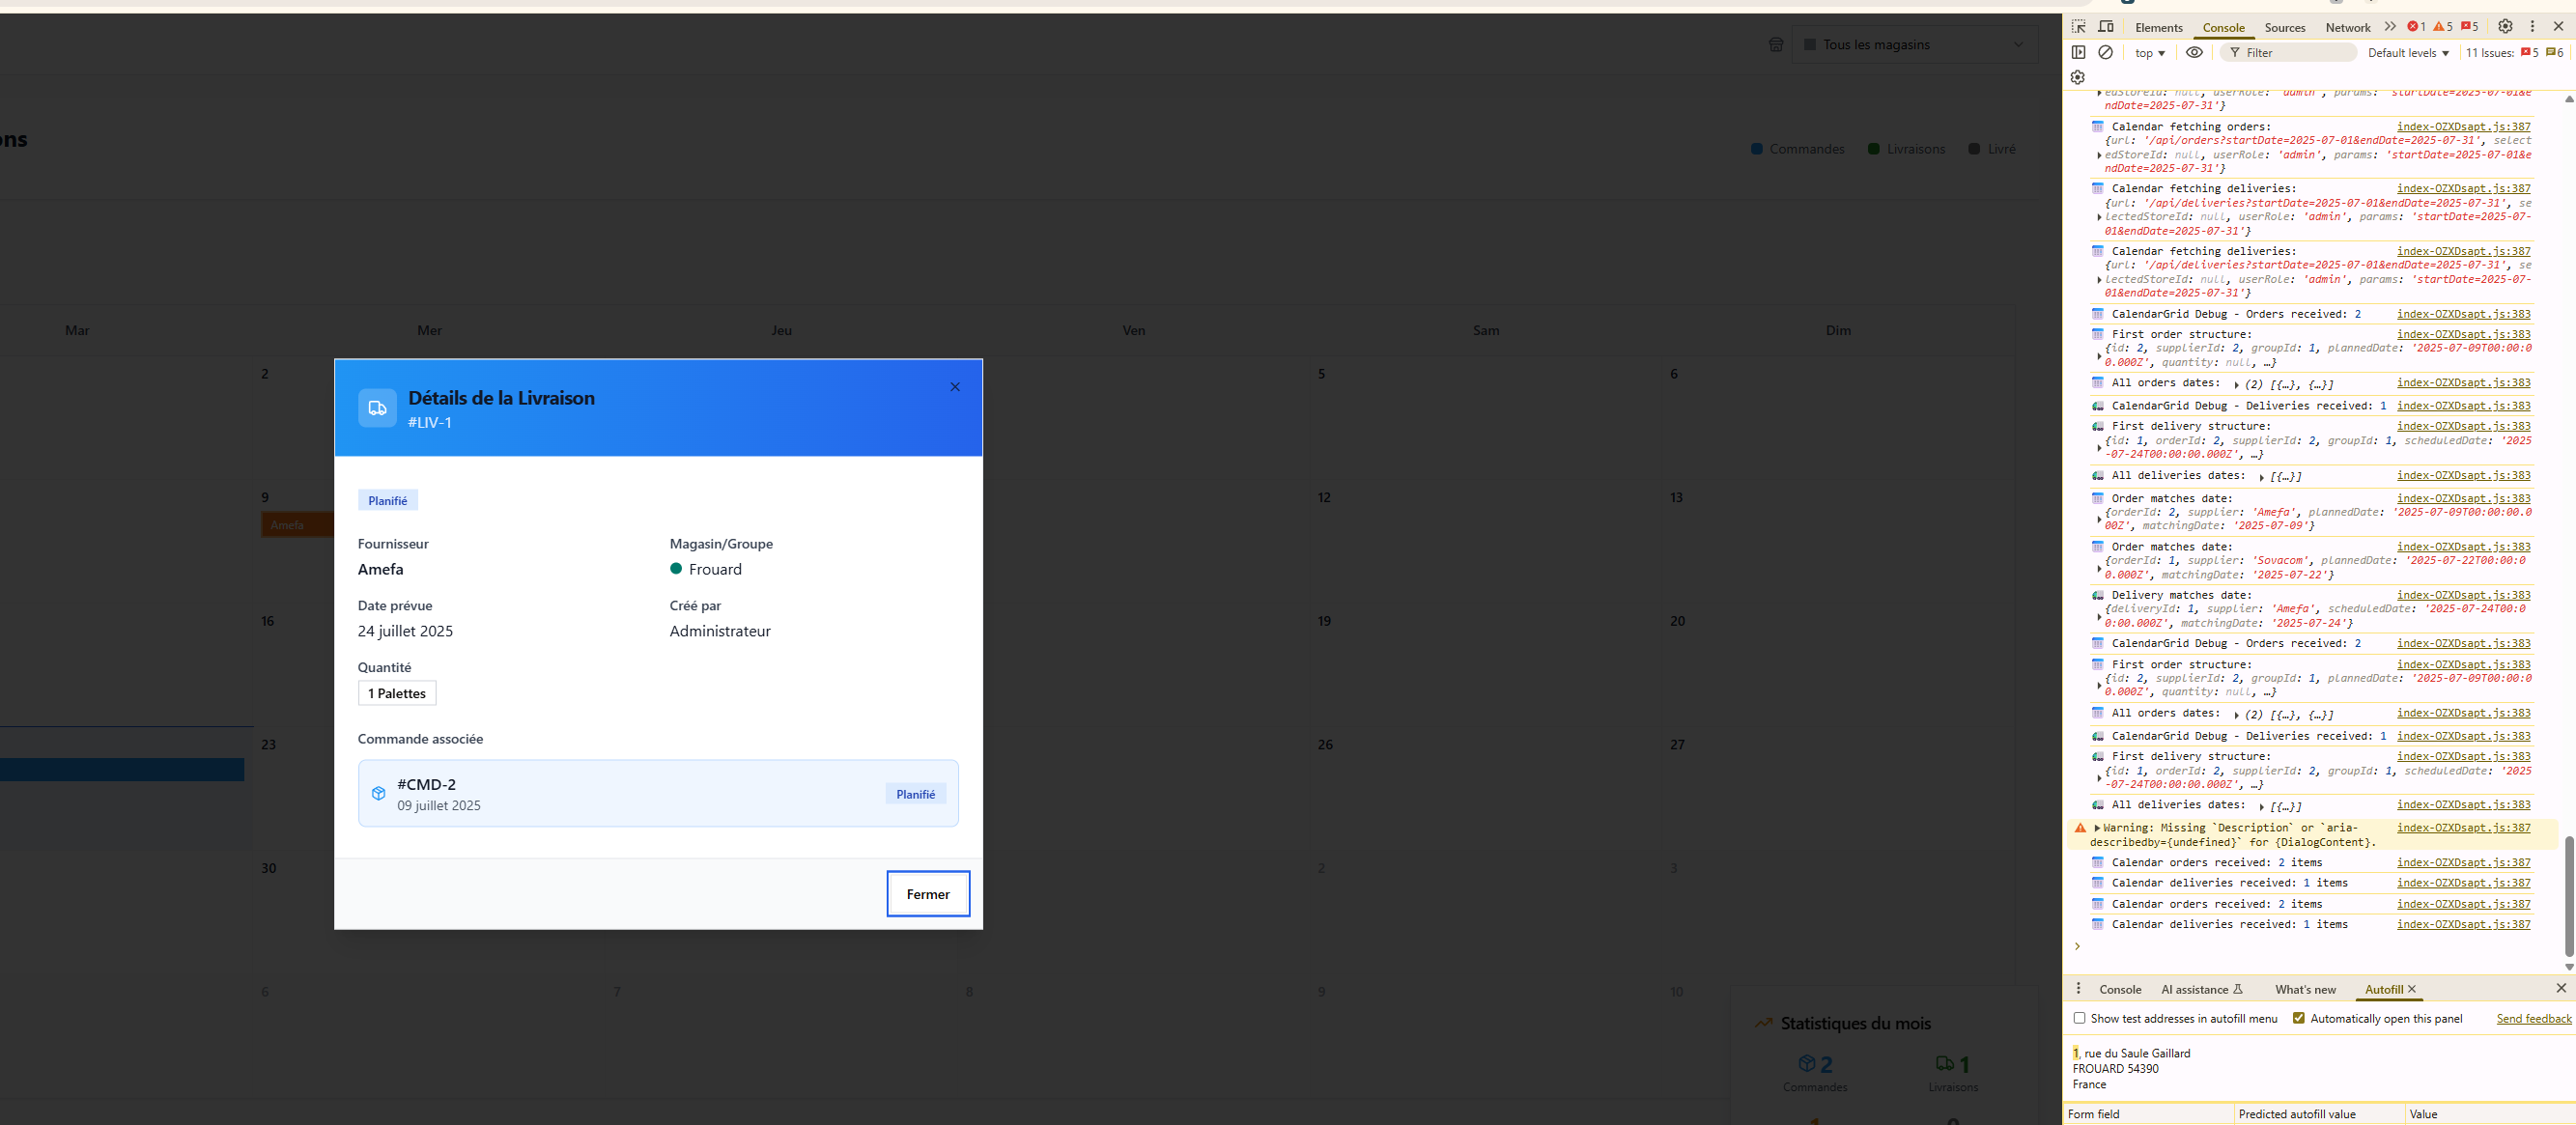 Tous les magasins
ons
Commandes
Livraisons
Livré
Mar
Mer
Jeu
Ven
Sam
Dim
2
5
6
9
12
13
Amefa
16
19
20
23
26
27
30
2
3
6
7
8
9
10
Détails de la Livraison
#LIV-1
Planifié
Fournisseur
Amefa
Magasin/Groupe
Frouard
Date prévue
24 juillet 2025
Créé par
Administrateur
Quantité
1 Palettes
Commande associée
#CMD-2
09 juillet 2025
Planifié
Fermer
Statistiques du mois
2
Commandes
1
Livraisons
Elements
Console
Sources
Network
1
5
5
top
Filter
Default levels
11 Issues:
5
6
edStoreId: null, userRole: 'admin', params: 'startDate=2025-07-01&e
ndDate=2025-07-31'}
Calendar fetching orders: index-OZXDsapt.js:387
{url: '/api/orders?startDate=2025-07-01&endDate=2025-07-31', select
edStoreId: null, userRole: 'admin', params: 'startDate=2025-07-01&e
ndDate=2025-07-31'}
Calendar fetching deliveries: index-OZXDsapt.js:387
{url: '/api/deliveries?startDate=2025-07-01&endDate=2025-07-31', se
lectedStoreId: null, userRole: 'admin', params: 'startDate=2025-07-
01&endDate=2025-07-31'}
Calendar fetching deliveries: index-OZXDsapt.js:387
{url: '/api/deliveries?startDate=2025-07-01&endDate=2025-07-31', se
lectedStoreId: null, userRole: 'admin', params: 'startDate=2025-07-
01&endDate=2025-07-31'}
CalendarGrid Debug - Orders received: 2 index-OZXDsapt.js:383
First order structure: index-OZXDsapt.js:383
{id: 2, supplierId: 2, groupId: 1, plannedDate: '2025-07-09T00:00:0
0.000Z', quantity: null, …}
All orders dates: (2) [{…}, {…}] index-OZXDsapt.js:383
CalendarGrid Debug - Deliveries received: 1 index-OZXDsapt.js:383
First delivery structure: index-OZXDsapt.js:383
{id: 1, orderId: 2, supplierId: 2, groupId: 1, scheduledDate: '2025
-07-24T00:00:00.000Z', …}
All deliveries dates: [{…}] index-OZXDsapt.js:383
Order matches date: index-OZXDsapt.js:383
{orderId: 2, supplier: 'Amefa', plannedDate: '2025-07-09T00:00:00.0
00Z', matchingDate: '2025-07-09'}
Order matches date: index-OZXDsapt.js:383
{orderId: 1, supplier: 'Sovacom', plannedDate: '2025-07-22T00:00:0
0.000Z', matchingDate: '2025-07-22'}
Delivery matches date: index-OZXDsapt.js:383
{deliveryId: 1, supplier: 'Amefa', scheduledDate: '2025-07-24T00:0
0:00.000Z', matchingDate: '2025-07-24'}
CalendarGrid Debug - Orders received: 2 index-OZXDsapt.js:383
First order structure: index-OZXDsapt.js:383
{id: 2, supplierId: 2, groupId: 1, plannedDate: '2025-07-09T00:00:0
0.000Z', quantity: null, …}
All orders dates: (2) [{…}, {…}] index-OZXDsapt.js:383
CalendarGrid Debug - Deliveries received: 1 index-OZXDsapt.js:383
First delivery structure: index-OZXDsapt.js:383
{id: 1, orderId: 2, supplierId: 2, groupId: 1, scheduledDate: '2025
-07-24T00:00:00.000Z', …}
All deliveries dates: [{…}] index-OZXDsapt.js:383
Warning: Missing `Description` or `aria- index-OZXDsapt.js:387
describedby={undefined}` for {DialogContent}.
Calendar orders received: 2 items index-OZXDsapt.js:387
Calendar deliveries received: 1 items index-OZXDsapt.js:387
Calendar orders received: 2 items index-OZXDsapt.js:387
Calendar deliveries received: 1 items index-OZXDsapt.js:387
Console
AI assistance
What's new
Autofill
Show test addresses in autofill menu
Automatically open this panel
Send feedback
1, rue du Saule Gaillard
FROUARD 54390
France
Form field
Predicted autofill value
Value